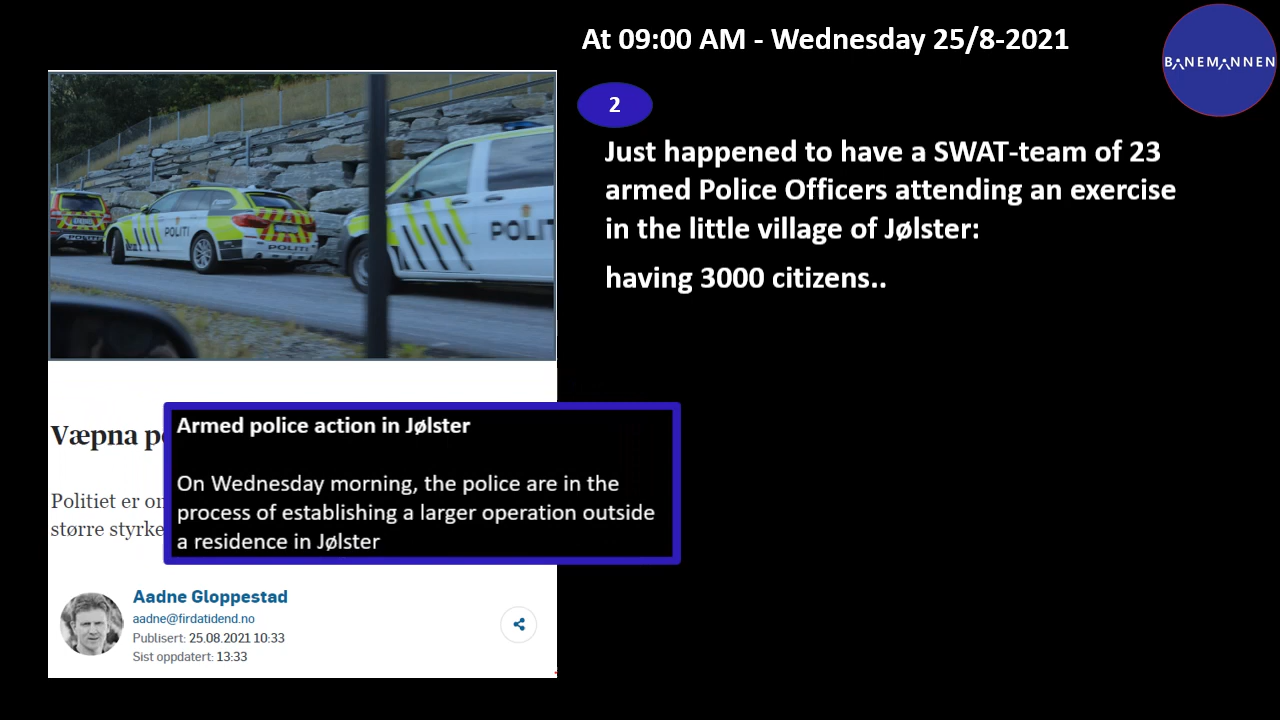 At 09:00 AM - Wednesday 25/8-2021
BANEMANNEN
2
Just happened to have a SWAT-team of 23
armed Police Officers attending an exercise
in the little village of Jølster:
having 3000 citizens..
POLITI
POLITI
POLITI
Væpna
Armed police action in Jølster
On Wednesday morning, the police are in the
process of establishing a larger operation outside
a residence in Jølster
Politiet er
større styrke
Aadne Gloppestad
aadne@firdatidend.no
Publisert: 25.08.2021 10:33
Sist oppdatert: 13:33